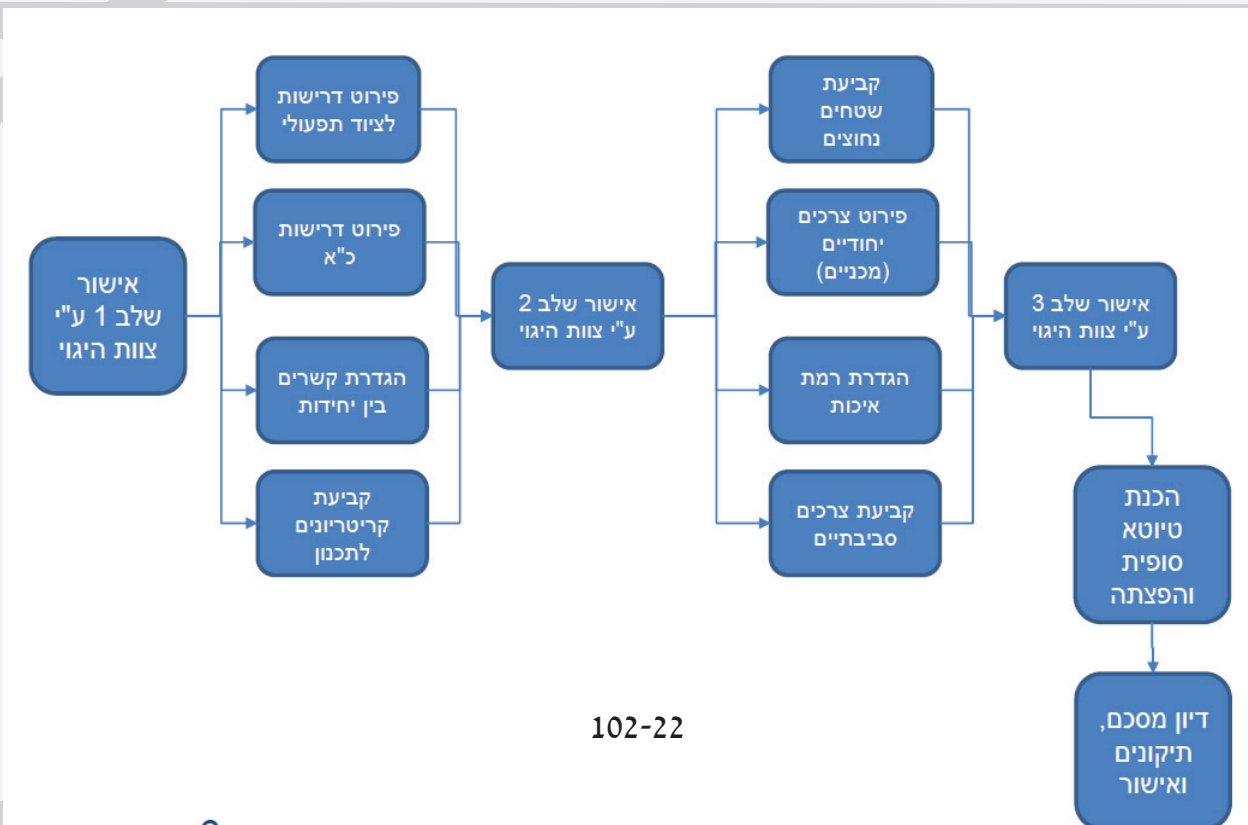 אישור
שלב 1 ע"י
צוות היגוי
פירוט דרישות
לציוד תפעולי
פירוט דרישות
כ"א
הגדרת קשרים
בין יחידות
קביעת
קריטריונים
לתכנון
אישור שלב 2
ע"י צוות היגוי
קביעת
שטחים
נחוצים
פירוט צרכים
יחודיים
(מכניים)
הגדרת רמת
איכות
קביעת צרכים
סביבתיים
אישור שלב 3
ע"י צוות היגוי
הכנת
טיוטא
סופית
והפצתה
דיון מסכם,
תיקונים
ואישור
102-22